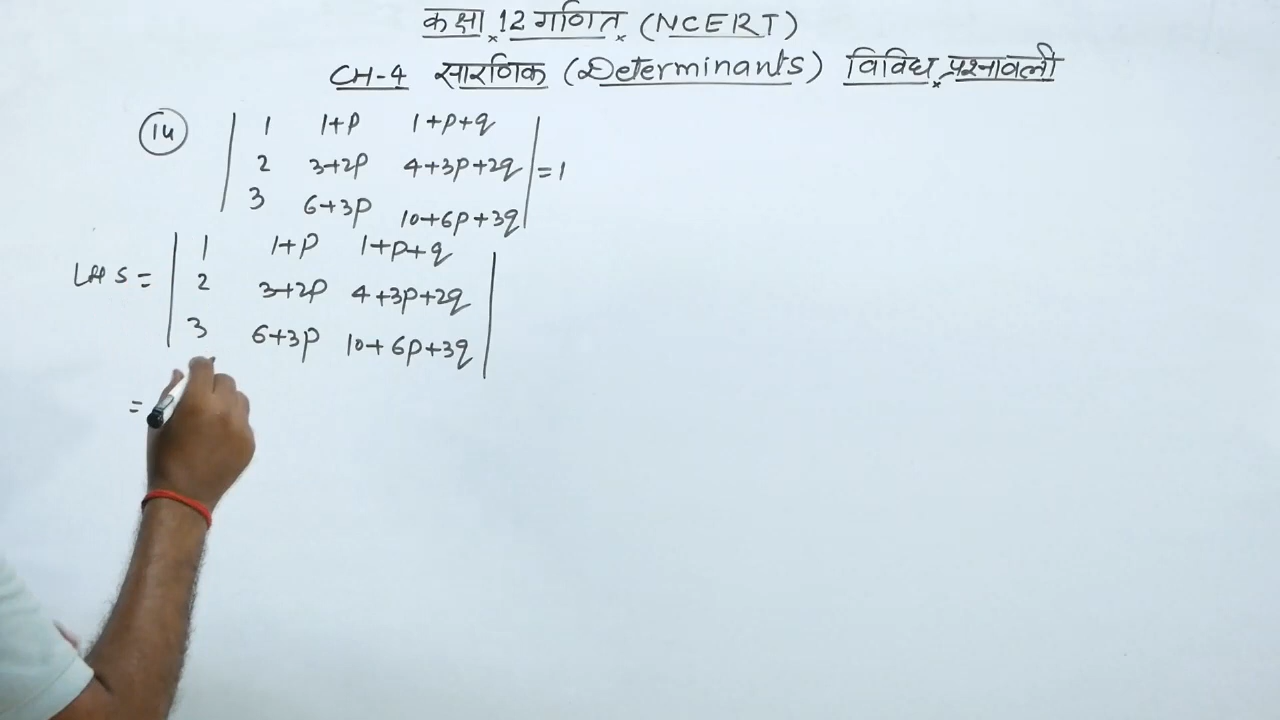 कक्षा 12 गणित (NCERT)
CH-4 सारणिक (Determinants) विविध प्रश्नावली
14 | 1 1+p 1+p+q |
| 2 3+2p 4+3p+2q | = 1
| 3 6+3p 10+6p+3q |
| 1 1+p 1+p+q |
LHS = | 2 3+2p 4+3p+2q |
| 3 6+3p 10+6p+3q |
=